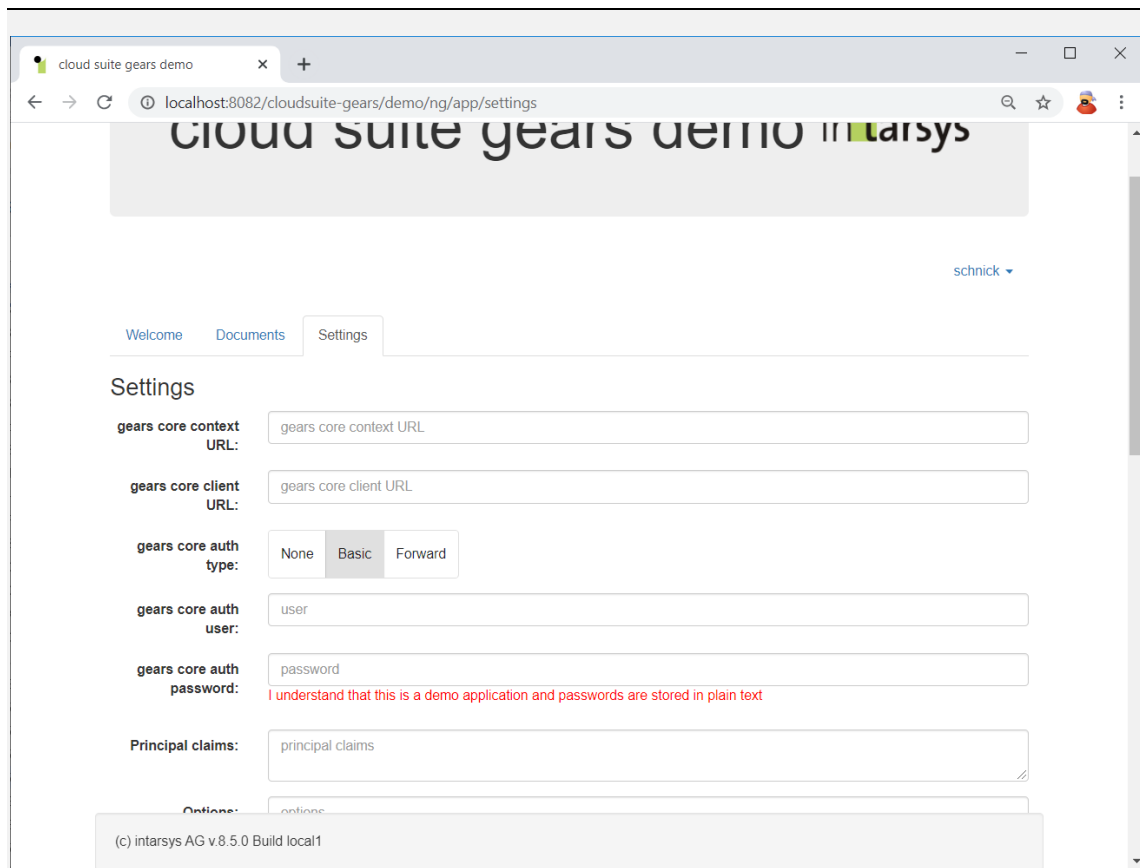 cloud suite gears demo
localhost:8082/cloudsuite-gears/demo/ng/app/settings
cloud suite gears demo intarsys
schnick
Welcome Documents Settings
Settings
gears core context
URL:
gears core context URL
gears core client
URL:
gears core client URL
gears core auth
type:
None Basic Forward
gears core auth
user:
user
gears core auth
password:
password
I understand that this is a demo application and passwords are stored in plain text
Principal claims:
principal claims
Options:
options
(c) intarsys AG v.8.5.0 Build local1